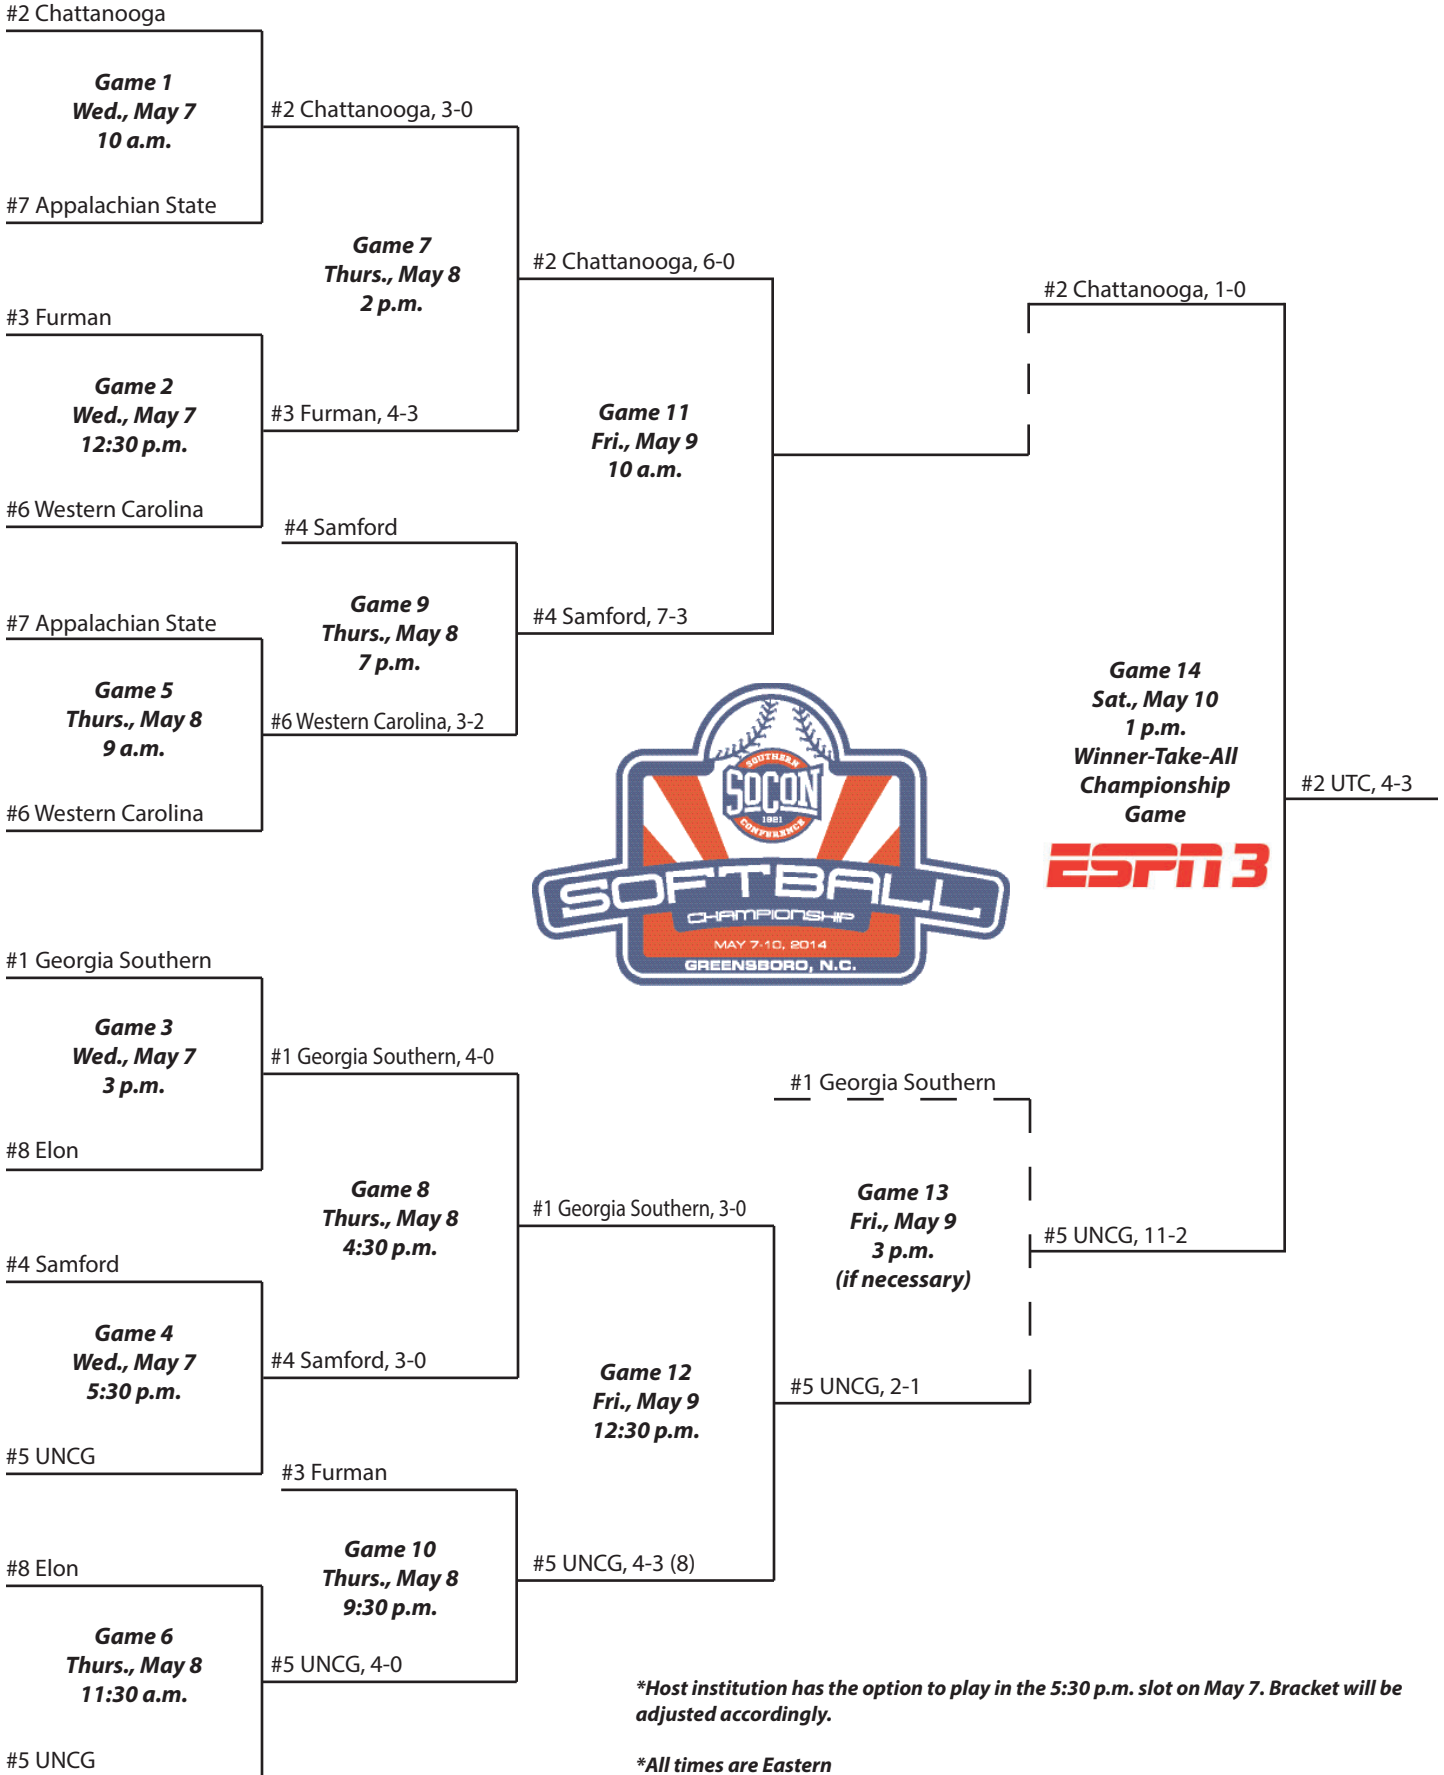 #2 Chattanooga
Game 1
Wed., May 7
10 a.m.
#7 Appalachian State
#2 Chattanooga, 3-0
#3 Furman
Game 2
Wed., May 7
12:30 p.m.
#6 Western Carolina
#3 Furman, 4-3
Game 7
Thurs., May 8
2 p.m.
#2 Chattanooga, 6-0
#7 Appalachian State
Game 5
Thurs., May 8
9 a.m.
#6 Western Carolina
#4 Samford
Game 9
Thurs., May 8
7 p.m.
#6 Western Carolina, 3-2
#4 Samford, 7-3
Game 11
Fri., May 9
10 a.m.
#2 Chattanooga, 1-0
SOUTHERN
SOCON
1921
CONFERENCE
SOFTBALL
CHAMPIONSHIP
MAY 7-10, 2014
GREENSBORO, N.C.
Game 14
Sat., May 10
1 p.m.
Winner-Take-All
Championship
Game
ESPN 3
#2 UTC, 4-3
#1 Georgia Southern
Game 3
Wed., May 7
3 p.m.
#8 Elon
#1 Georgia Southern, 4-0
#4 Samford
Game 4
Wed., May 7
5:30 p.m.
#5 UNCG
#4 Samford, 3-0
Game 8
Thurs., May 8
4:30 p.m.
#1 Georgia Southern, 3-0
#8 Elon
Game 6
Thurs., May 8
11:30 a.m.
#5 UNCG
#3 Furman
Game 10
Thurs., May 8
9:30 p.m.
#5 UNCG, 4-0
#5 UNCG, 4-3 (8)
Game 12
Fri., May 9
12:30 p.m.
#1 Georgia Southern
Game 13
Fri., May 9
3 p.m.
(if necessary)
#5 UNCG, 2-1
#5 UNCG, 11-2
*Host institution has the option to play in the 5:30 p.m. slot on May 7. Bracket will be
adjusted accordingly.
*All times are Eastern